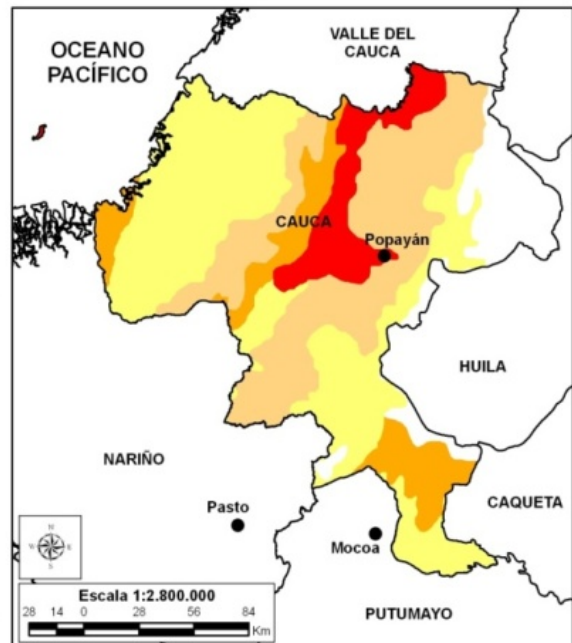 OCEANO
PACÍFICO
VALLE DEL
CAUCA
CAUCA
Popayán
HUILA
NARIÑO
Pasto
Mocoa
CAQUETA
PUTUMAYO
N
W E
S
Escala 1:2.800.000
28 14 0 28 56 84
Km